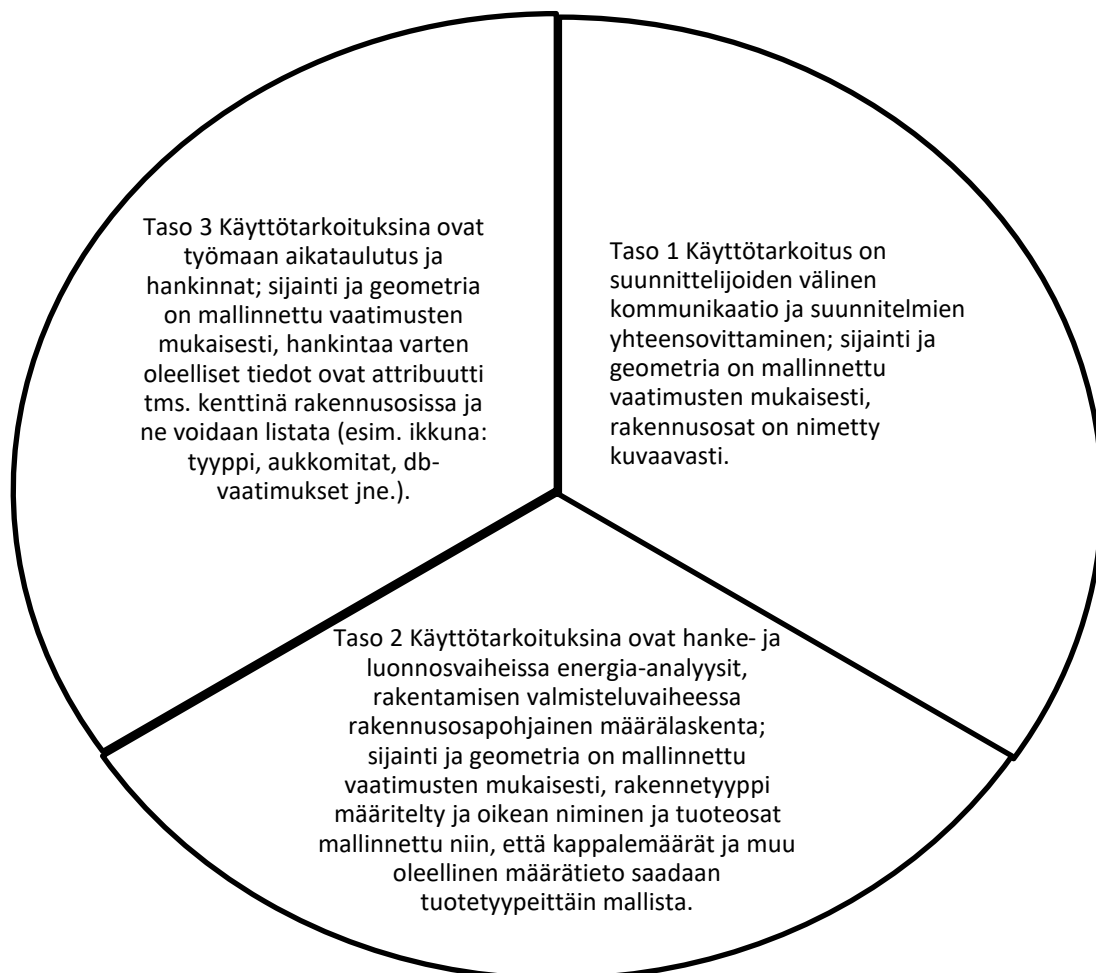 Taso 3 Käyttötarkoituksina ovat
työmaan aikataulutus ja
hankinnat; sijainti ja geometria
on mallinnettu vaatimusten
mukaisesti, hankintaa varten
oleelliset tiedot ovat attribuutti
tms. kenttinä rakennusosissa ja
ne voidaan listata (esim. ikkuna:
tyyppi, aukkomitat, db-
vaatimukset jne.).
Taso 1 Käyttötarkoitus on
suunnittelijoiden välinen
kommunikaatio ja suunnitelmien
yhteensovittaminen; sijainti ja
geometria on mallinnettu
vaatimusten mukaisesti,
rakennusosat on nimetty
kuvaavasti.
Taso 2 Käyttötarkoituksina ovat hanke- ja
luonnosvaiheissa energia-analyysit,
rakentamisen valmisteluvaiheessa
rakennusosapohjainen määrälaskenta;
sijainti ja geometria on mallinnettu
vaatimusten mukaisesti, rakennetyyppi
määritelty ja oikean niminen ja tuoteosat
mallinnettu niin, että kappalemäärät ja muu
oleellinen määrätieto saadaan
tuotetyypeittäin mallista.